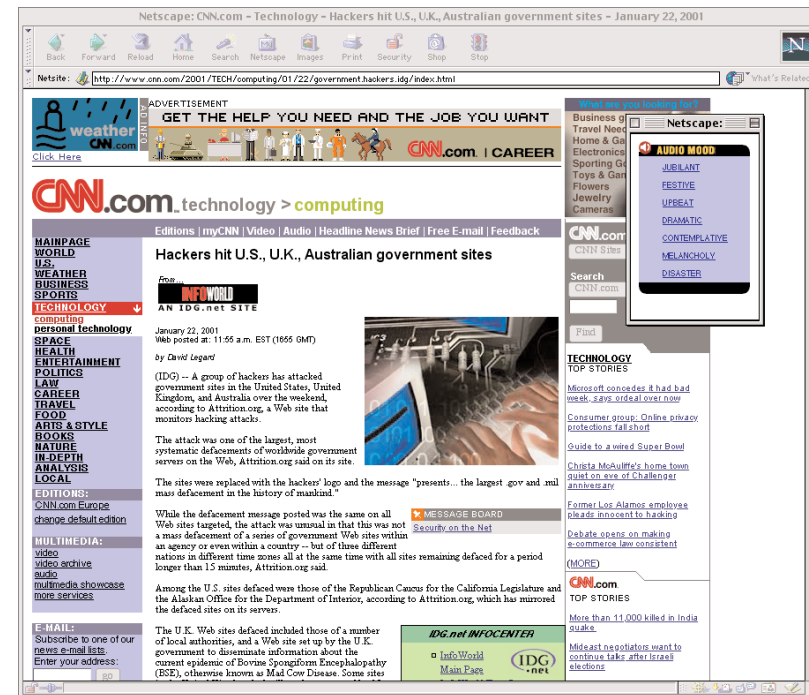 Netscape: CNN.com - Technology - Hackers hit U.S., U.K., Australian government sites - January 22, 2001
Back Forward Reload Home Search Netscape Images Print Security Shop Stop
N
Netsite: http://www.cnn.com/2001/TECH/computing/01/22/government.hackers.idg/index.html
What's Related
weather
CNN.com
Click Here
ADVERTISEMENT
AD INFO
GET THE HELP YOU NEED AND THE JOB YOU WANT
CNN.com | CAREER
What are you looking for?
Business g
Travel Need
Home & Ga
Electronics
Sporting Go
Toys & Gam
Flowers
Jewelry
Cameras
Netscape:
AUDIO MOOD
JUBILANT
FESTIVE
UPBEAT
DRAMATIC
CONTEMPLATIVE
MELANCHOLY
DISASTER
CNN.com. technology > computing
Editions | myCNN | Video | Audio | Headline News Brief | Free E-mail | Feedback
MAINPAGE
WORLD
U.S.
WEATHER
BUSINESS
SPORTS
TECHNOLOGY
computing
personal technology
SPACE
HEALTH
ENTERTAINMENT
POLITICS
LAW
CAREER
TRAVEL
FOOD
ARTS & STYLE
BOOKS
NATURE
IN-DEPTH
ANALYSIS
LOCAL
EDITIONS:
CNN.com Europe
change default edition
MULTIMEDIA:
video
video archive
audio
multimedia showcase
more services
E-MAIL:
Subscribe to one of our
news e-mail lists.
Enter your address:
go
Hackers hit U.S., U.K., Australian government sites
From...
INFOWORLD
AN IDG.net SITE
January 22, 2001
Web posted at: 11:55 a.m. EST (1655 GMT)
by David Legard
(IDG) -- A group of hackers has attacked
government sites in the United States, United
Kingdom, and Australia over the weekend,
according to Attrition.org, a Web site that
monitors hacking attacks.
The attack was one of the largest, most
systematic defacements of worldwide government
servers on the Web, Attrition.org said on its site.
The sites were replaced with the hackers' logo and the message "presents... the largest .gov and .mil
mass defacement in the history of mankind."
While the defacement message posted was the same on all
Web sites targeted, the attack was unusual in that this was not
a mass defacement of a series of government Web sites within
an agency or even within a country -- but of three different
nations in different time zones all at the same time with all sites remaining defaced for a period
longer than 15 minutes, Attrition.org said.
MESSAGE BOARD
Security on the Net
Among the U.S. sites defaced were those of the Republican Caucus for the California Legislature and
the Alaskan Office for the Department of Interior, according to Attrition.org, which has mirrored
the defaced sites on its servers.
The U.K. Web sites defaced included those of a number
of local authorities, and a Web site set up by the U.K.
government to disseminate information about the
current epidemic of Bovine Spongiform Encephalopathy
(BSE), otherwise known as Mad Cow Disease. Some sites
IDG.net INFOCENTER
InfoWorld
Main Page
IDG
.net
CNN.com
CNN Sites
Search
CNN.com
Find
TECHNOLOGY
TOP STORIES
Microsoft concedes it had bad
week, says ordeal over now
Consumer group: Online privacy
protections fall short
Guide to a wired Super Bowl
Christa McAuliffe's home town
quiet on eve of Challenger
anniversary
Former Los Alamos employee
pleads innocent to hacking
Debate opens on making
e-commerce law consistent
(MORE)
CNN.com.
TOP STORIES
More than 11,000 killed in India
quake
Mideast negotiators want to
continue talks after Israeli
elections